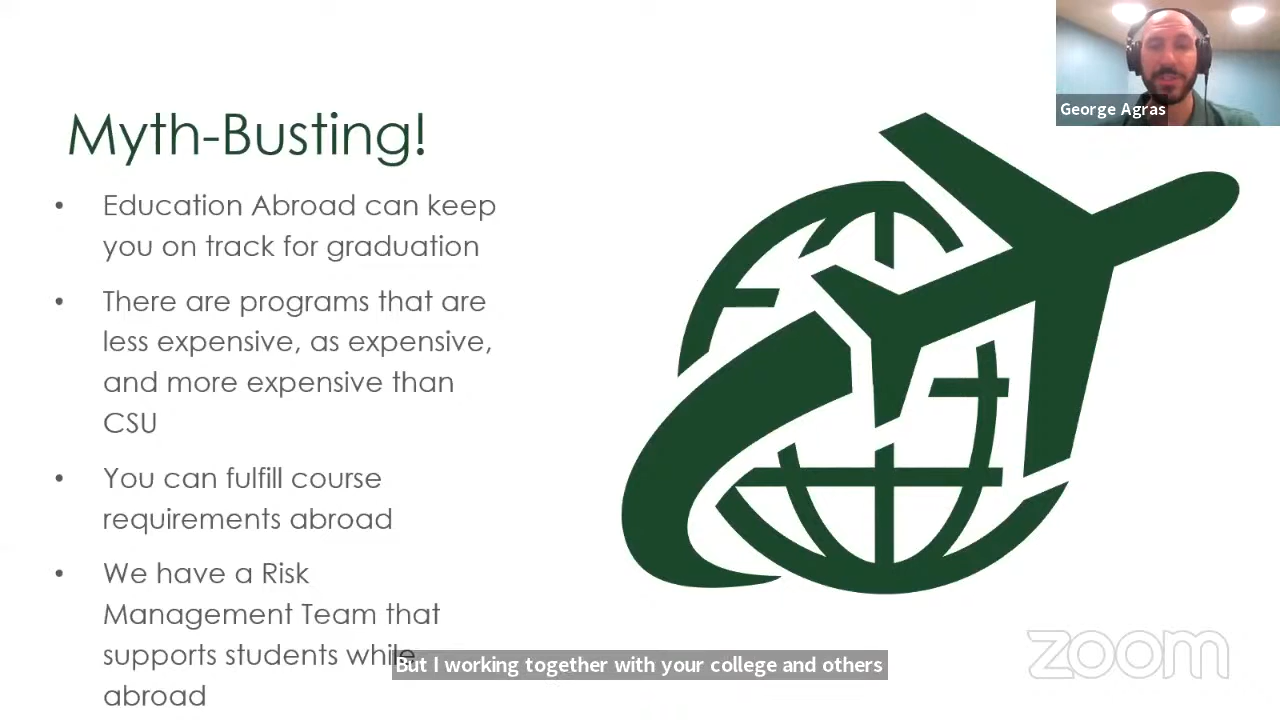 George Agras
Myth-Busting!
• Education Abroad can keep
you on track for graduation
• There are programs that are
less expensive, as expensive,
and more expensive than
CSU
• You can fulfill course
requirements abroad
• We have a Risk
Management Team that
supports students while
abroad
But I working together with your college and others
zoom